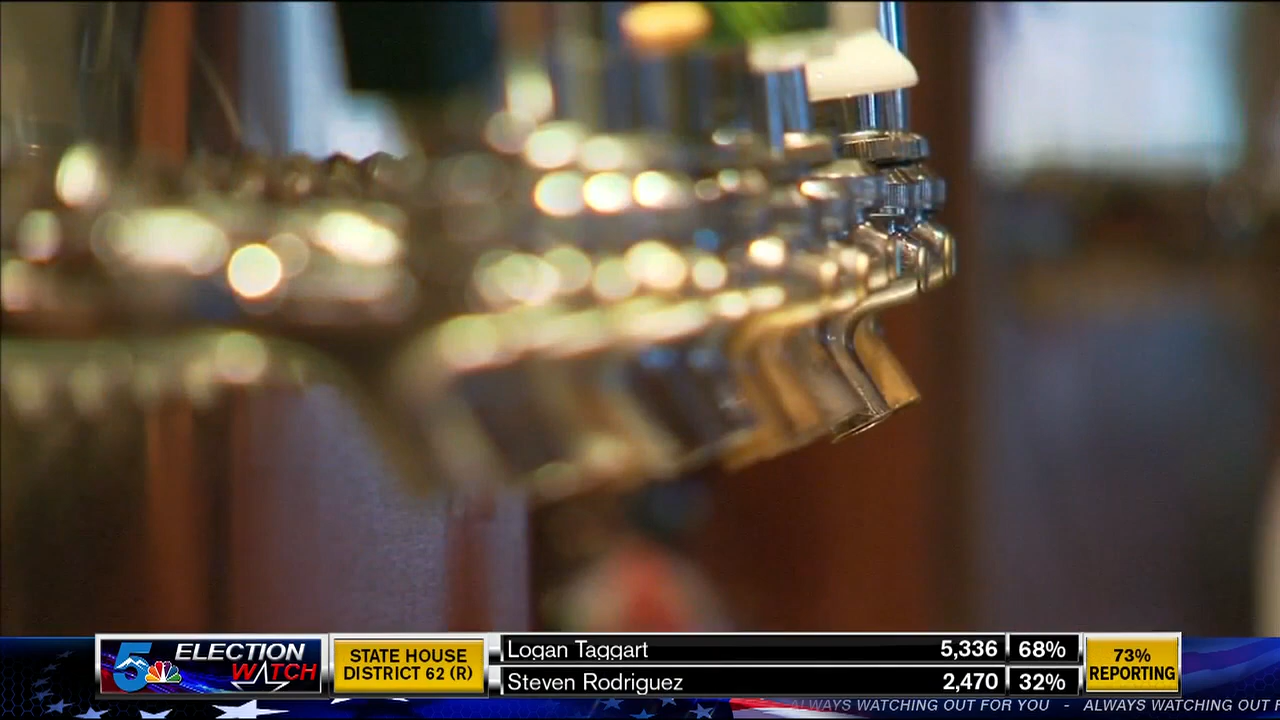 5 ELECTION
WATCH
STATE HOUSE
DISTRICT 62 (R)
Logan Taggart 5,336 68%
Steven Rodriguez 2,470 32%
73%
REPORTING
ALWAYS WATCHING OUT FOR YOU - ALWAYS WATCHING OUT F